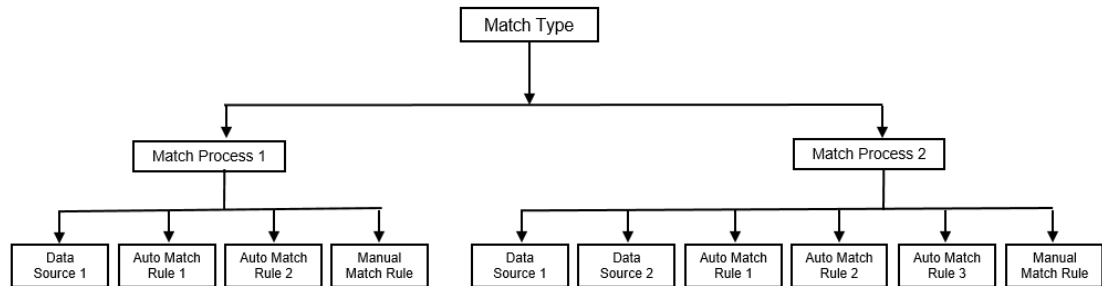 Match Type
Match Process 1
Match Process 2
Data
Source 1
Auto Match
Rule 1
Auto Match
Rule 2
Manual
Match Rule
Data
Source 1
Data
Source 2
Auto Match
Rule 1
Auto Match
Rule 2
Auto Match
Rule 3
Manual
Match Rule